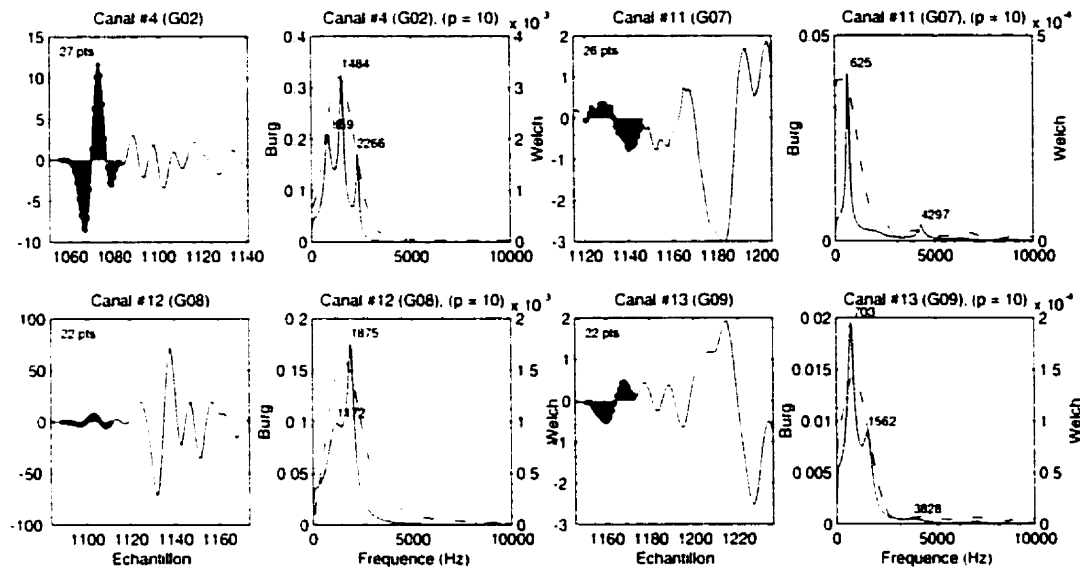 Canal #4 (G02)
Canal #4 (G02), (p = 10) x 10³
Canal #11 (G07)
Canal #11 (G07), (p = 10) x 10⁻⁴
15
10
5
0
-5
-10
27 pts
1060 1080 1100 1120 1140
0.4
0.3
0.2
0.1
0
Burg
1484
2266
4
3
2
1
0
Welch
0 5000 10000
2
1
0
-1
-2
-3
26 pts
1120 1140 1160 1180 1200
0.05
0
Burg
625
4297
5
0
Welch
0 5000 10000
Canal #12 (G08)
Canal #12 (G08), (p = 10) x 10³
Canal #13 (G09)
Canal #13 (G09), (p = 10) x 10⁻⁴
100
50
0
-50
-100
22 pts
1100 1120 1140 1160
Echantillon
0.2
0.15
0.1
0.05
0
Burg
1875
1172
2
1.5
1
0.5
0
Welch
0 5000 10000
Frequence (Hz)
2
1
0
-1
-2
-3
22 pts
1160 1180 1200 1220
Echantillon
0.02
0.015
0.01
0.005
0
Burg
703
1562
3828
2
1.5
1
0.5
0
Welch
0 5000 10000
Frequence (Hz)